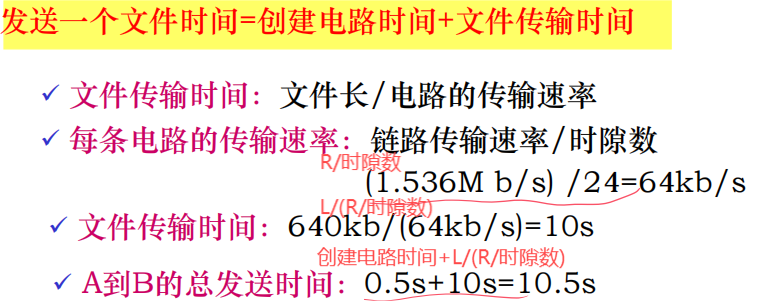 发送一个文件时间=创建电路时间+文件传输时间
✓ 文件传输时间：文件长/电路的传输速率
✓ 每条电路的传输速率：链路传输速率/时隙数
R/时隙数
(1.536M b/s) /24=64kb/s
L/(R/时隙数)
✓ 文件传输时间：640kb/(64kb/s)=10s
创建电路时间+L/(R/时隙数)
✓ A到B的总发送时间：0.5s+10s=10.5s